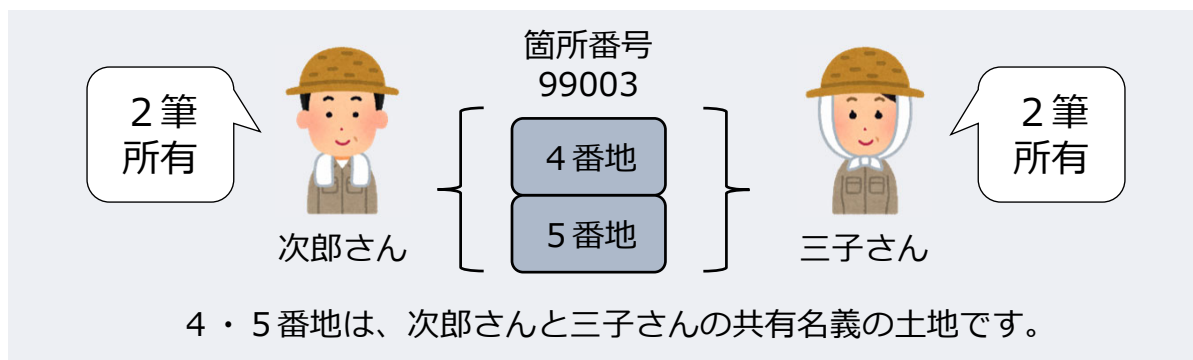 箇所番号
99003
２筆
所有
２筆
所有
４番地
５番地
次郎さん
三子さん
４・５番地は、次郎さんと三子さんの共有名義の土地です。